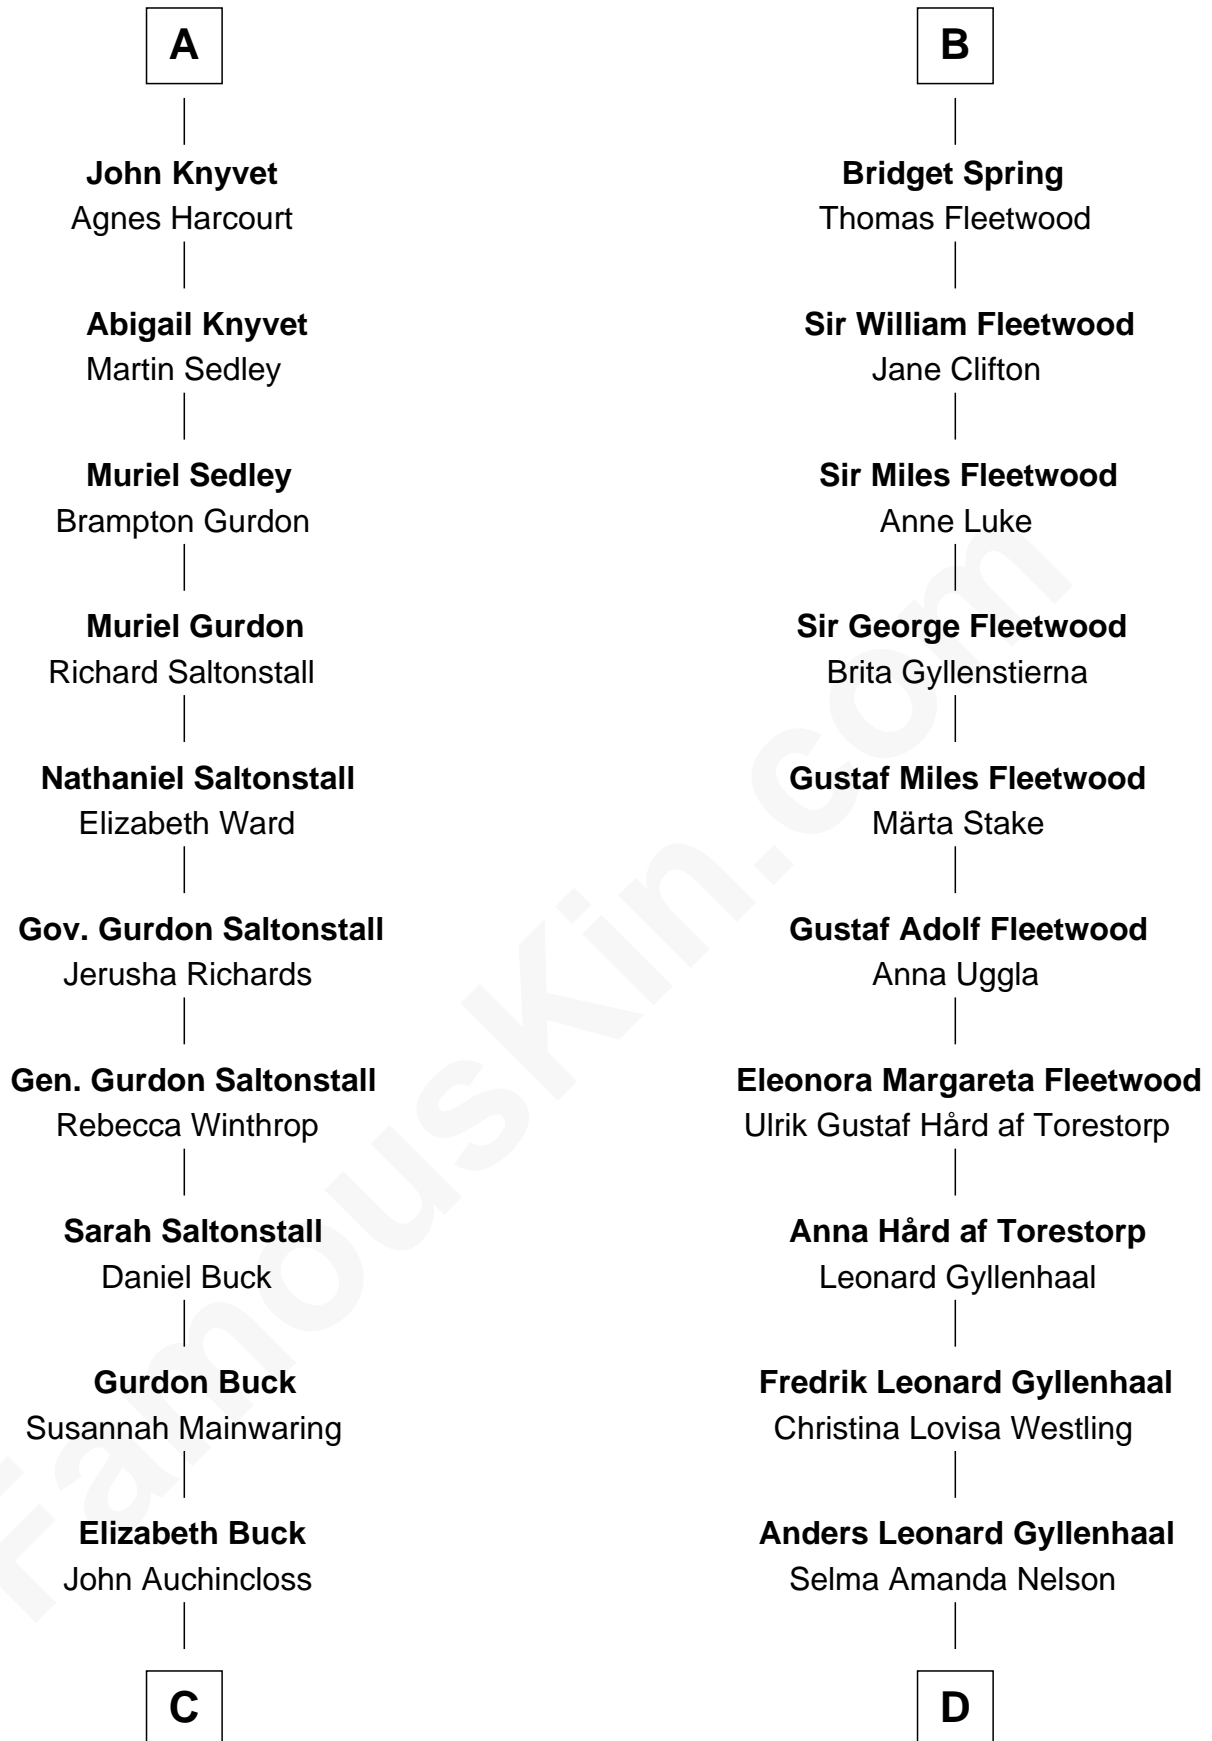 A
John Knyvet
Agnes Harcourt
Abigail Knyvet
Martin Sedley
Muriel Sedley
Brampton Gurdon
Muriel Gurdon
Richard Saltonstall
Nathaniel Saltonstall
Elizabeth Ward
Gov. Gurdon Saltonstall
Jerusha Richards
Gen. Gurdon Saltonstall
Rebecca Winthrop
Sarah Saltonstall
Daniel Buck
Gurdon Buck
Susannah Mainwaring
Elizabeth Buck
John Auchincloss
C
B
Bridget Spring
Thomas Fleetwood
Sir William Fleetwood
Jane Clifton
Sir Miles Fleetwood
Anne Luke
Sir George Fleetwood
Brita Gyllenstierna
Gustaf Miles Fleetwood
Märta Stake
Gustaf Adolf Fleetwood
Anna Uggla
Eleonora Margareta Fleetwood
Ulrik Gustaf Hård af Torestorp
Anna Hård af Torestorp
Leonard Gyllenhaal
Fredrik Leonard Gyllenhaal
Christina Lovisa Westling
Anders Leonard Gyllenhaal
Selma Amanda Nelson
D
FamousKin.com